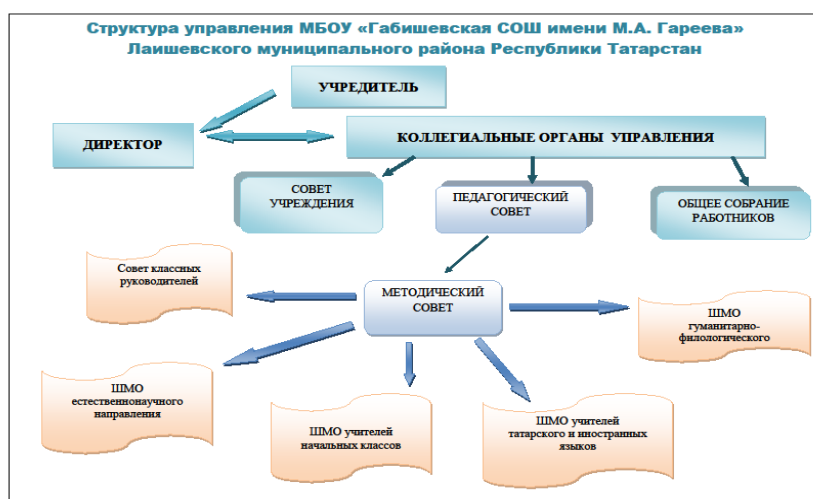 Структура управления МБОУ «Габишевская СОШ имени М.А. Гареева»
Лаишевского муниципального района Республики Татарстан
УЧРЕДИТЕЛЬ
ДИРЕКТОР
КОЛЛЕГИАЛЬНЫЕ ОРГАНЫ УПРАВЛЕНИЯ
СОВЕТ
УЧРЕЖДЕНИЯ
ПЕДАГОГИЧЕСКИЙ
СОВЕТ
ОБЩЕЕ СОБРАНИЕ
РАБОТНИКОВ
Совет классных
руководителей
МЕТОДИЧЕСКИЙ
СОВЕТ
ШМО
гуманитарно-
филологического
ШМО
естественнонаучного
направления
ШМО учителей
начальных классов
ШМО учителей
татарского и иностранных
языков